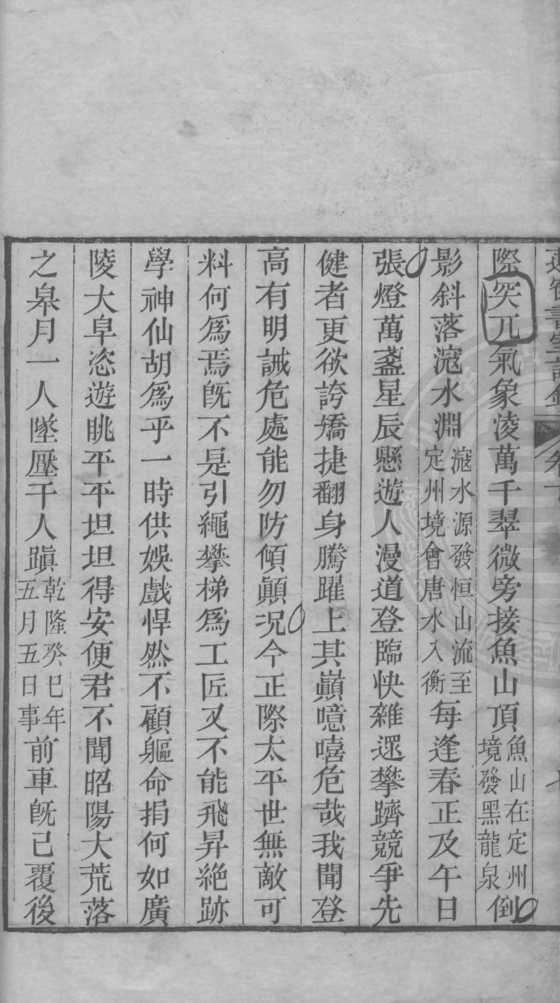 際突兀氣象淩萬千翠微旁接魚山頂魚山在定州境發黑龍泉倒
影斜落滱水淵滱水源發恒山流至定州境會唐水入衡每逢春正及午日
張燈萬盞星辰懸遊人漫道登臨快雜還攀躋競爭先
健者更欲誇矯捷翻身騰躍上其巔噫嘻危哉我聞登
高有明誡危處能勿防傾顚況今正際太平世無敵可
料何爲焉旣不是引繩攀梯爲工匠又不能飛昇絶跡
學神仙胡爲乎一時供娛戲悍然不顧軀命捐何如廣
陵大阜恣遊眺平平坦坦得安便君不聞昭陽大荒落
之皋月一人墜壓千人蹎乾隆癸巳年五月五日事前車旣已覆後